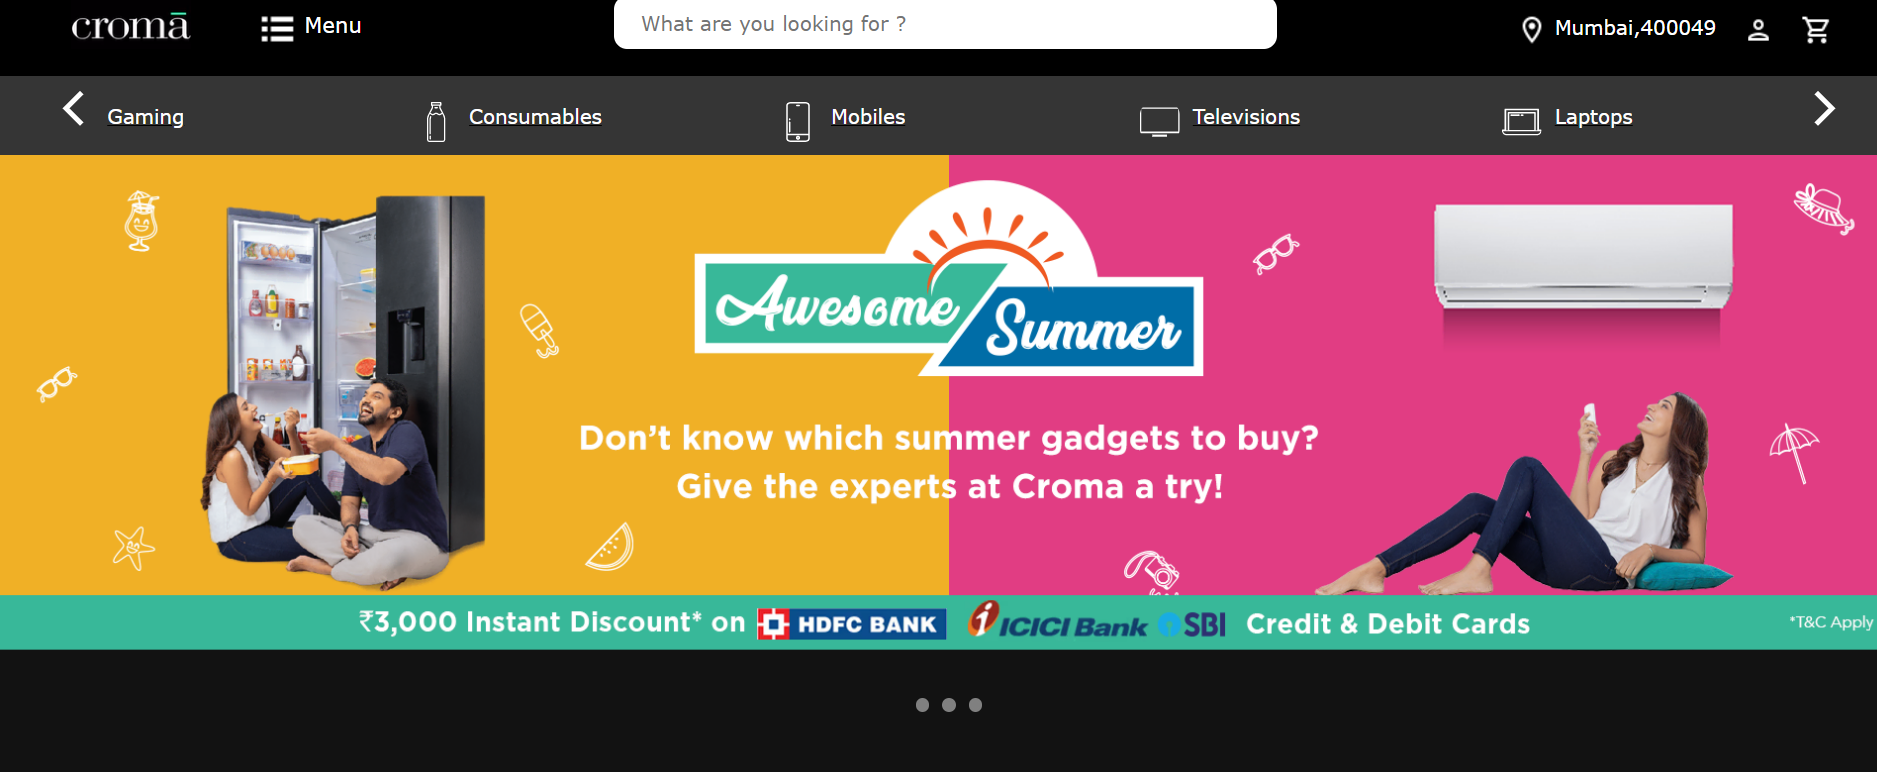 cromā
Menu
What are you looking for ?
Mumbai,400049
Gaming
Consumables
Mobiles
Televisions
Laptops
Awesome
Summer
Don't know which summer gadgets to buy?
Give the experts at Croma a try!
₹3,000 Instant Discount* on HDFC BANK ICICI Bank SBI Credit & Debit Cards
*T&C Apply